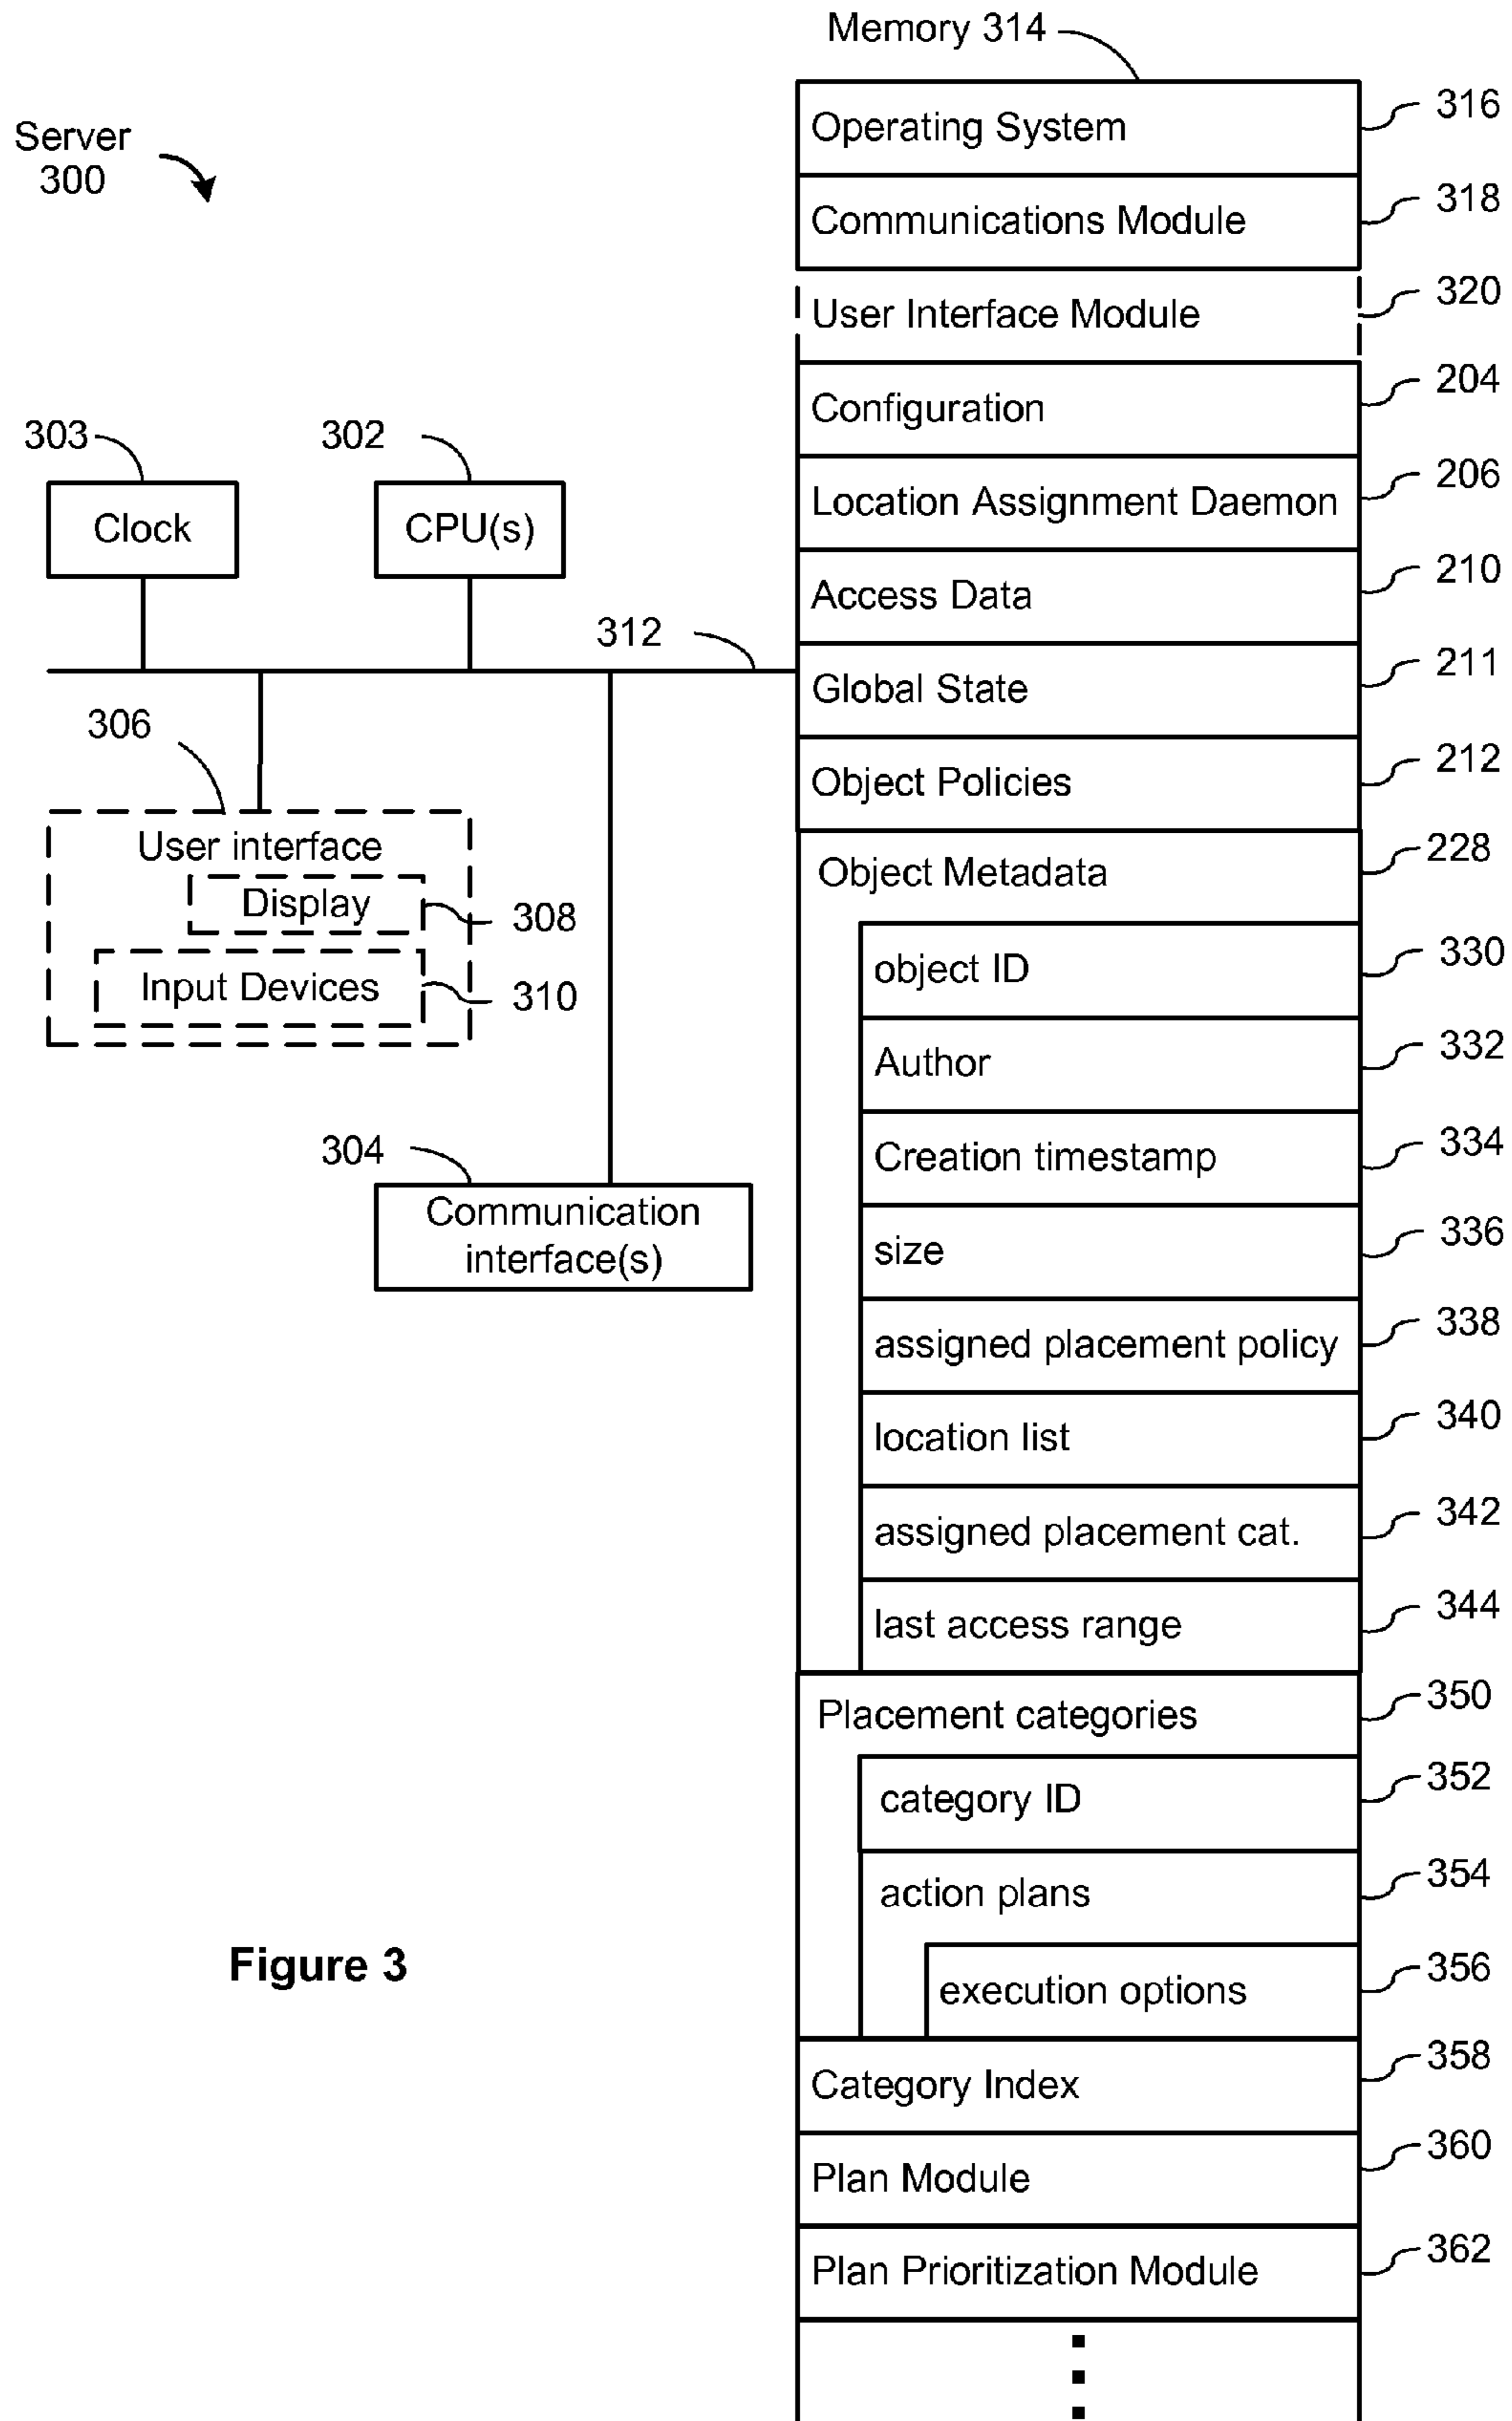 Memory 314
Server
300
Operating System 316
Communications Module 318
User Interface Module 320
Configuration 204
Location Assignment Daemon 206
Access Data 210
Global State 211
Object Policies 212
Object Metadata 228
object ID 330
Author 332
Creation timestamp 334
size 336
assigned placement policy 338
location list 340
assigned placement cat. 342
last access range 344
Placement categories 350
category ID 352
action plans 354
execution options 356
Category Index 358
Plan Module 360
Plan Prioritization Module 362
303
Clock
302
CPU(s)
312
306
User interface
Display 308
Input Devices 310
304
Communication
interface(s)
Figure 3